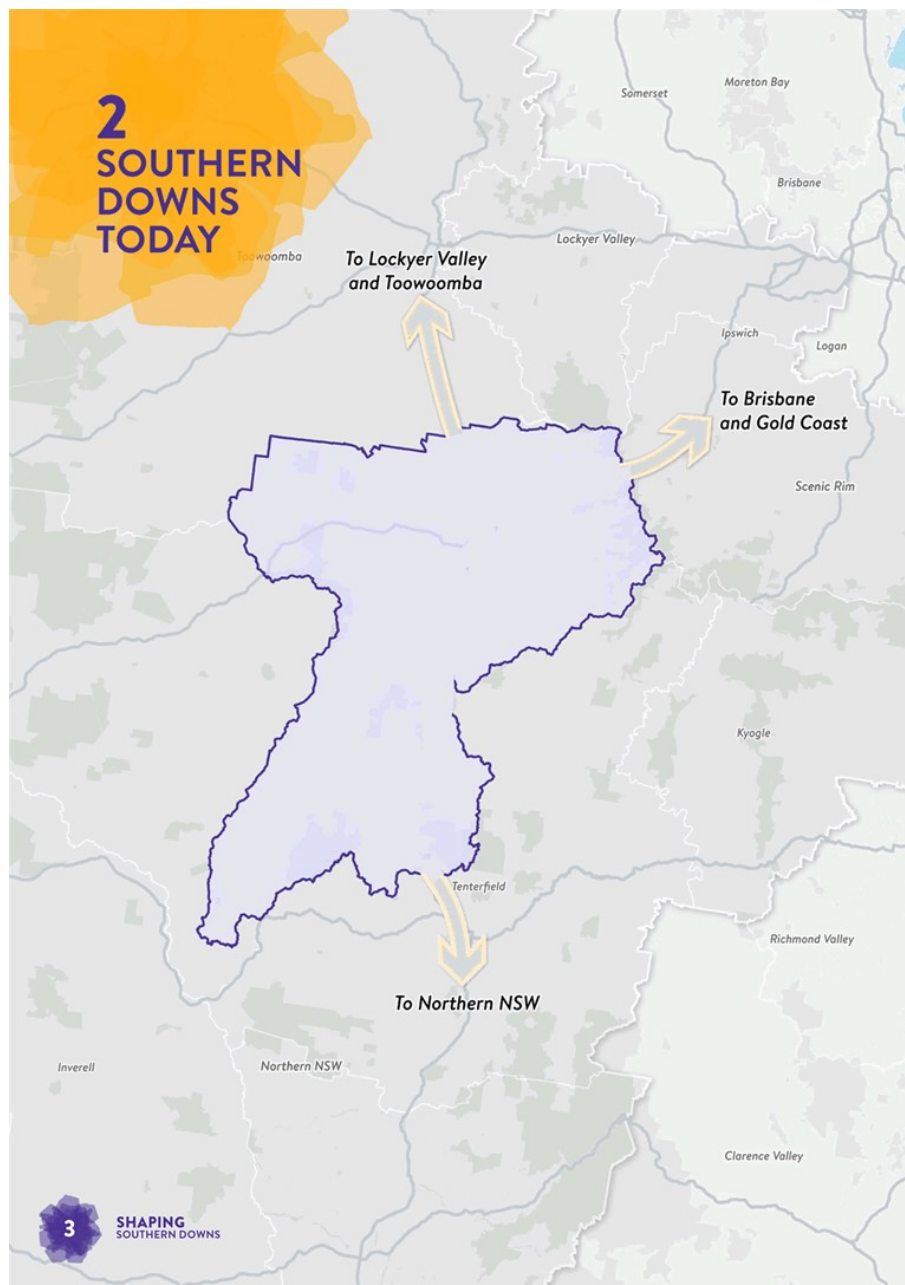 2
SOUTHERN
DOWNS
TODAY
Somerset
Moreton Bay
Brisbane
Toowoomba
To Lockyer Valley
and Toowoomba
Lockyer Valley
Ipswich
Logan
To Brisbane
and Gold Coast
Scenic Rim
Kyogle
Tenterfield
Richmond Valley
To Northern NSW
Inverell
Northern NSW
Clarence Valley
3
SHAPING
SOUTHERN DOWNS